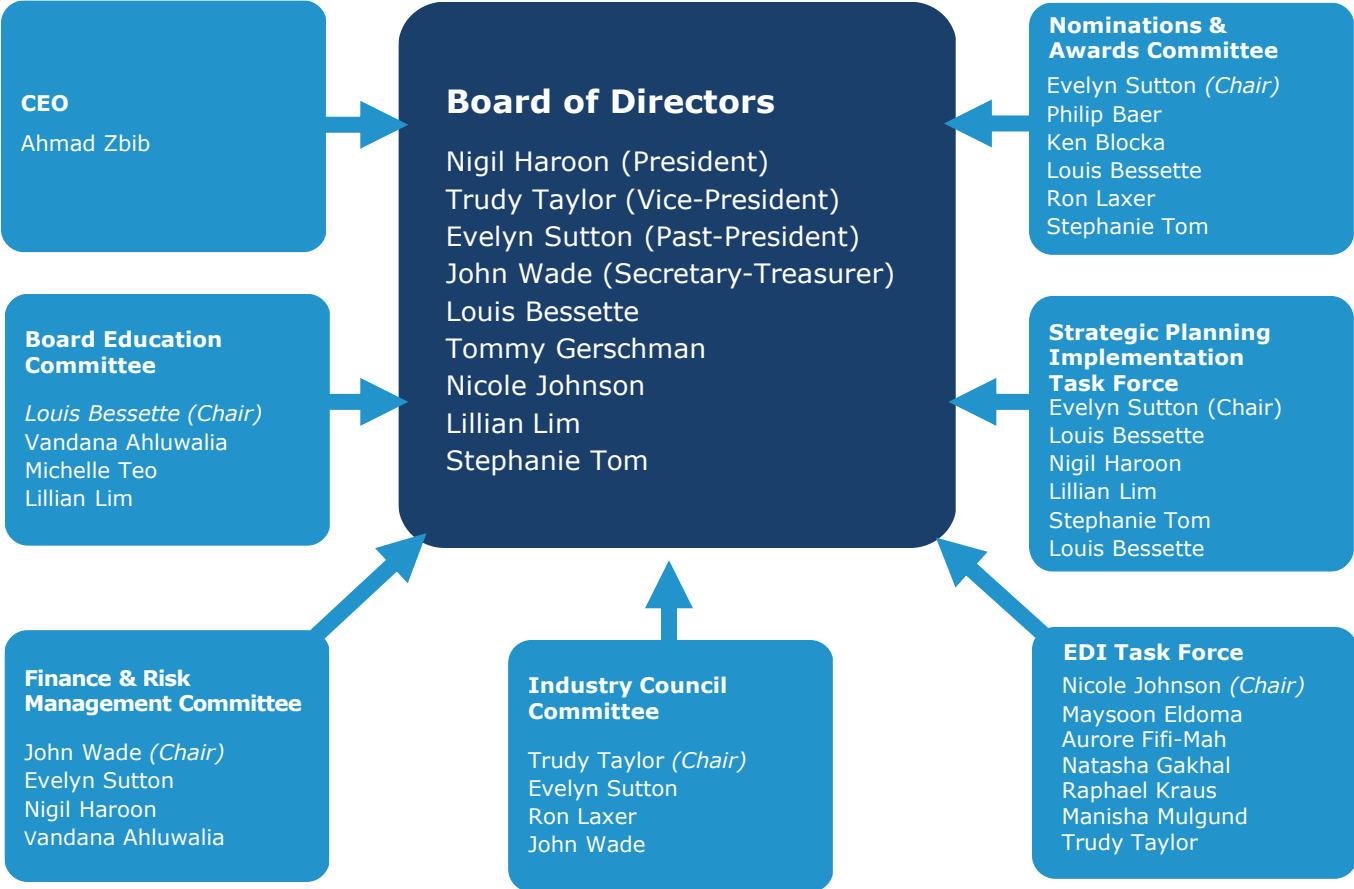 CEO
Ahmad Zbib
Board Education
Committee
Louis Bessette (Chair)
Vandana Ahluwalia
Michelle Teo
Lillian Lim
Finance & Risk
Management Committee
John Wade (Chair)
Evelyn Sutton
Nigil Haroon
Vandana Ahluwalia
Board of Directors
Nigil Haroon (President)
Trudy Taylor (Vice-President)
Evelyn Sutton (Past-President)
John Wade (Secretary-Treasurer)
Louis Bessette
Tommy Gerschman
Nicole Johnson
Lillian Lim
Stephanie Tom
Industry Council
Committee
Trudy Taylor (Chair)
Evelyn Sutton
Ron Laxer
John Wade
Nominations &
Awards Committee
Evelyn Sutton (Chair)
Philip Baer
Ken Blocka
Louis Bessette
Ron Laxer
Stephanie Tom
Strategic Planning
Implementation
Task Force
Evelyn Sutton (Chair)
Louis Bessette
Nigil Haroon
Lillian Lim
Stephanie Tom
Louis Bessette
EDI Task Force
Nicole Johnson (Chair)
Maysoon Eldoma
Aurore Fifi-Mah
Natasha Gakhal
Raphael Kraus
Manisha Mulgund
Trudy Taylor